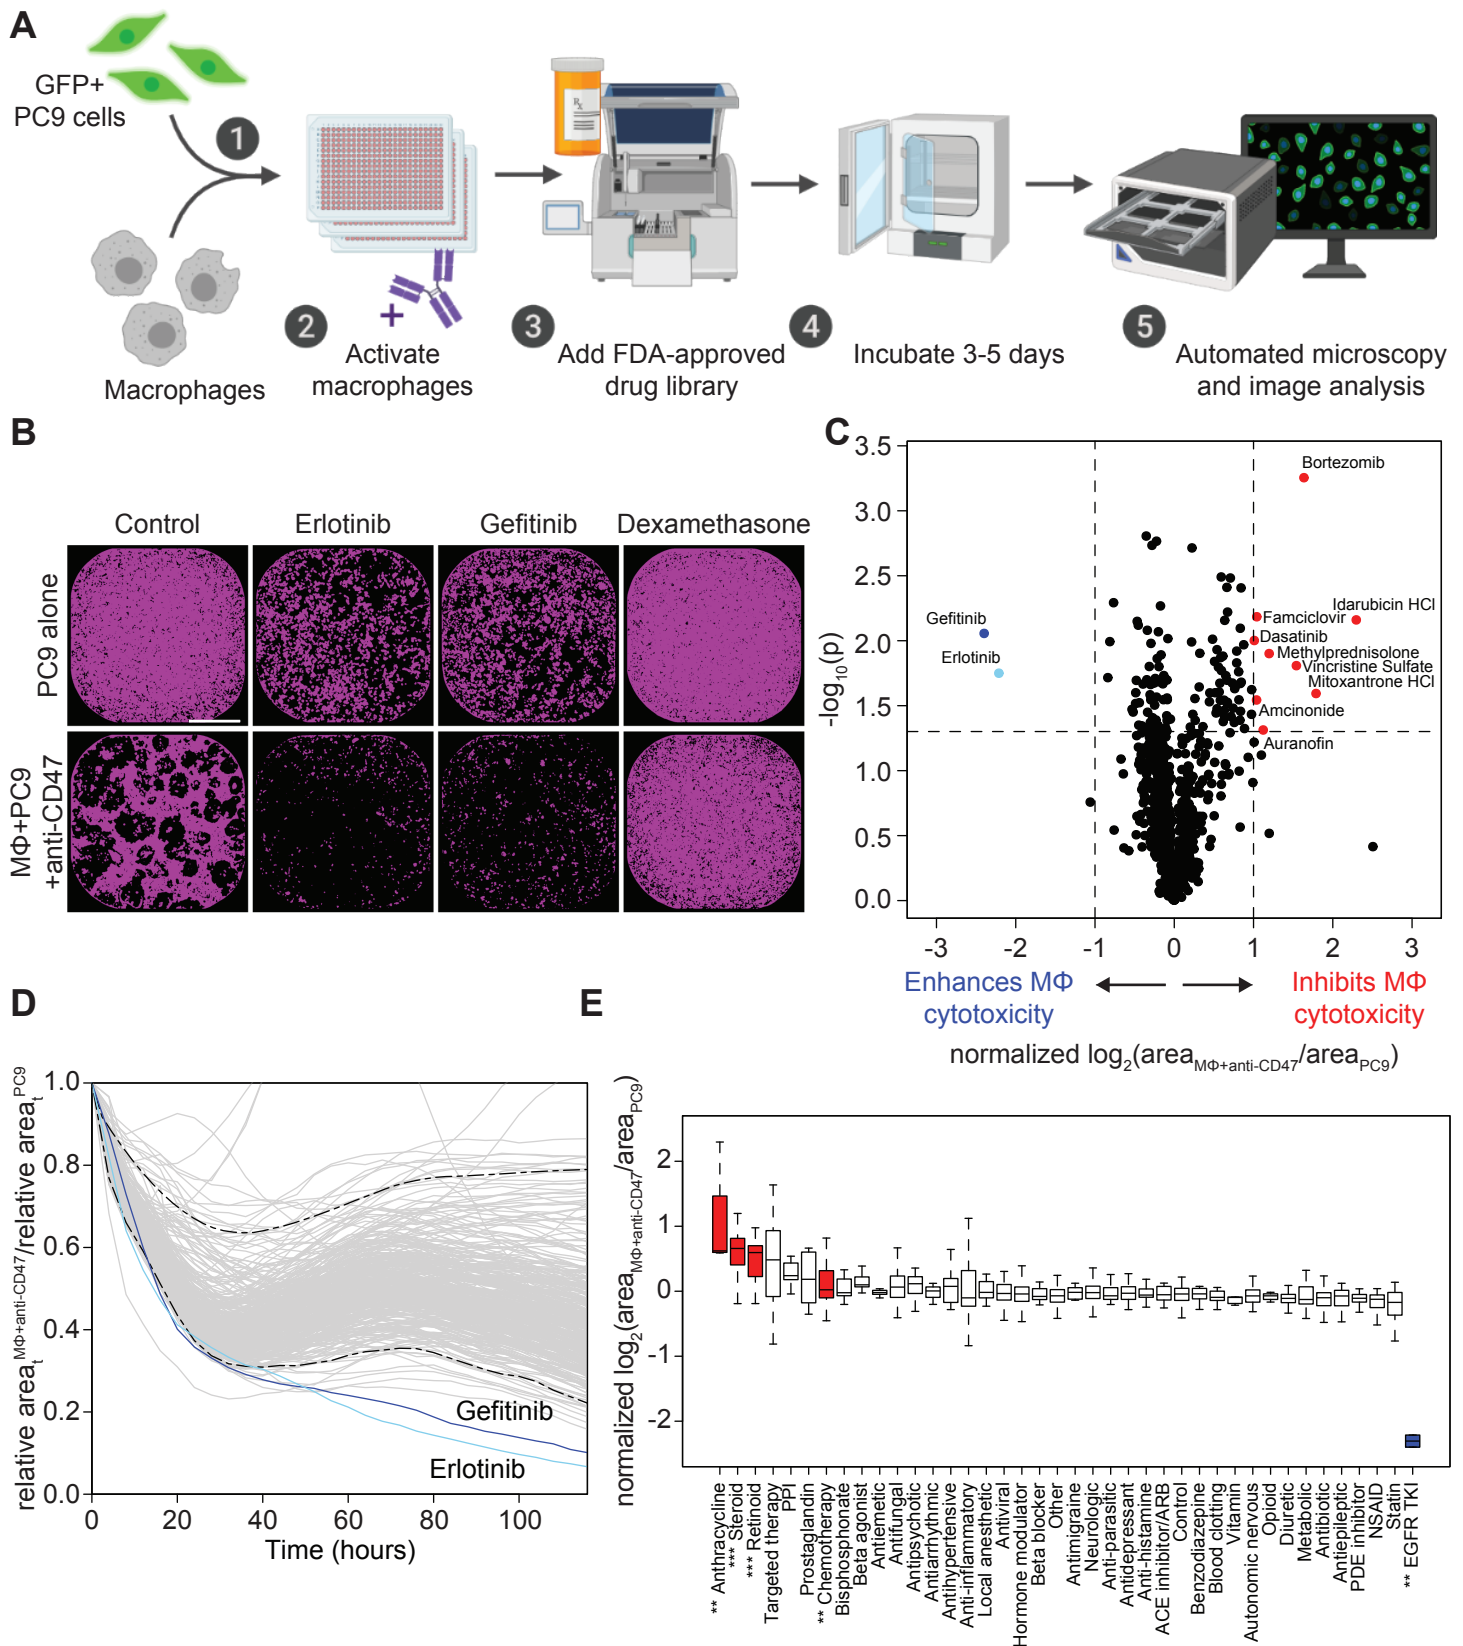 A
GFP+
PC9 cells
1
Macrophages
2
Activate
macrophages
+
Rx
3
Add FDA-approved
drug library
4
Incubate 3-5 days
5
Automated microscopy
and image analysis
B
Control
Erlotinib
Gefitinib
Dexamethasone
PC9 alone
MΦ+PC9
+anti-CD47
C
-log10(p)
3.5
3.0
2.5
2.0
1.5
1.0
0.5
0.0
Bortezomib
Idarubicin HCl
Famciclovir
Gefitinib
Dasatinib
Methylprednisolone
Erlotinib
Vincristine Sulfate
Mitoxantrone HCl
Amcinonide
Auranofin
-3
-2
-1
0
1
2
3
Enhances MΦ
cytotoxicity
Inhibits MΦ
cytotoxicity
normalized log2(areaMΦ+anti-CD47/areaPC9)
D
relative areat MΦ+anti-CD47/relative areat PC9
1.0
0.8
0.6
0.4
0.2
0.0
Gefitinib
Erlotinib
0
20
40
60
80
100
Time (hours)
E
normalized log2(areaMΦ+anti-CD47/areaPC9)
2
1
0
-1
-2
** Anthracycline
*** Steroid
*** Retinoid
Targeted therapy
PPI
Prostaglandin
** Chemotherapy
Bisphosphonate
Beta agonist
Antiemetic
Antifungal
Antipsychotic
Antiarrhythmic
Antihypertensive
Anti-inflammatory
Local anesthetic
Antiviral
Hormone modulator
Beta blocker
Other
Antimigraine
Neurologic
Anti-parasitic
Antidepressant
Anti-histamine
ACE inhibitor/ARB
Control
Benzodiazepine
Blood clotting
Vitamin
Autonomic nervous
Opioid
Diuretic
Metabolic
Antibiotic
Antiepileptic
PDE inhibitor
NSAID
Statin
** EGFR TKI